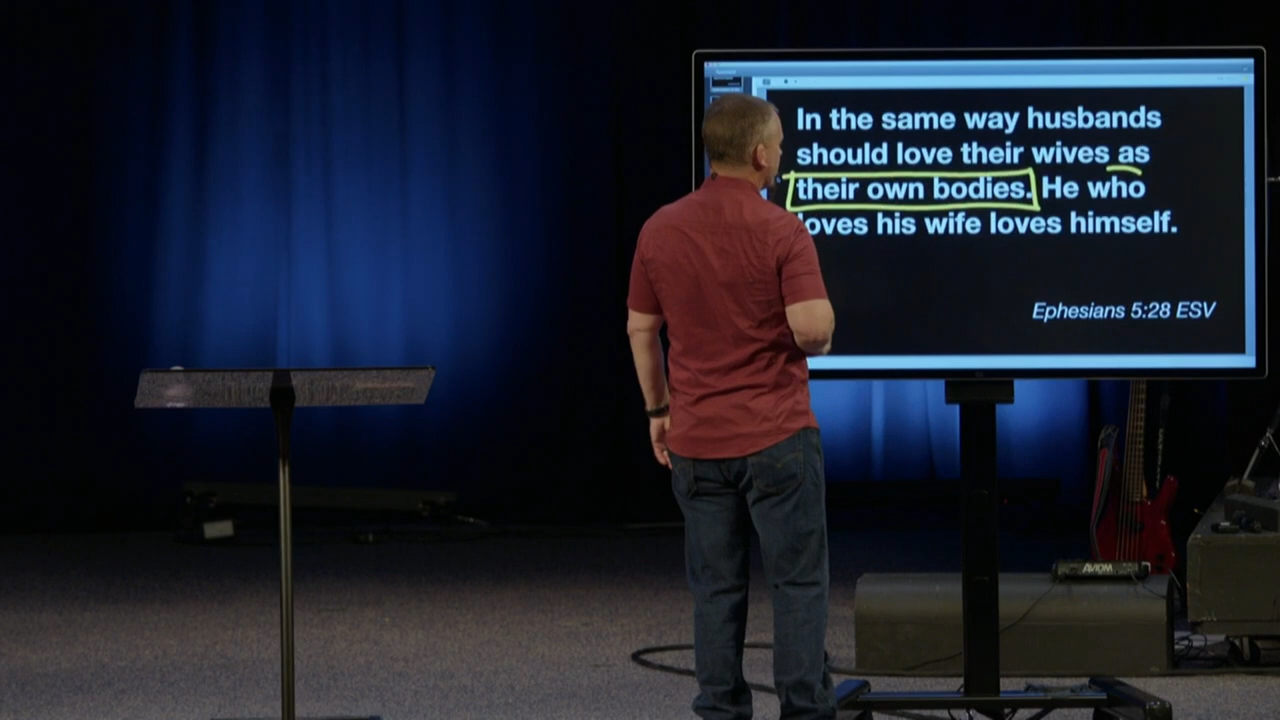 In the same way husbands
should love their wives as
their own bodies. He who
loves his wife loves himself.
Ephesians 5:28 ESV
AVIOM